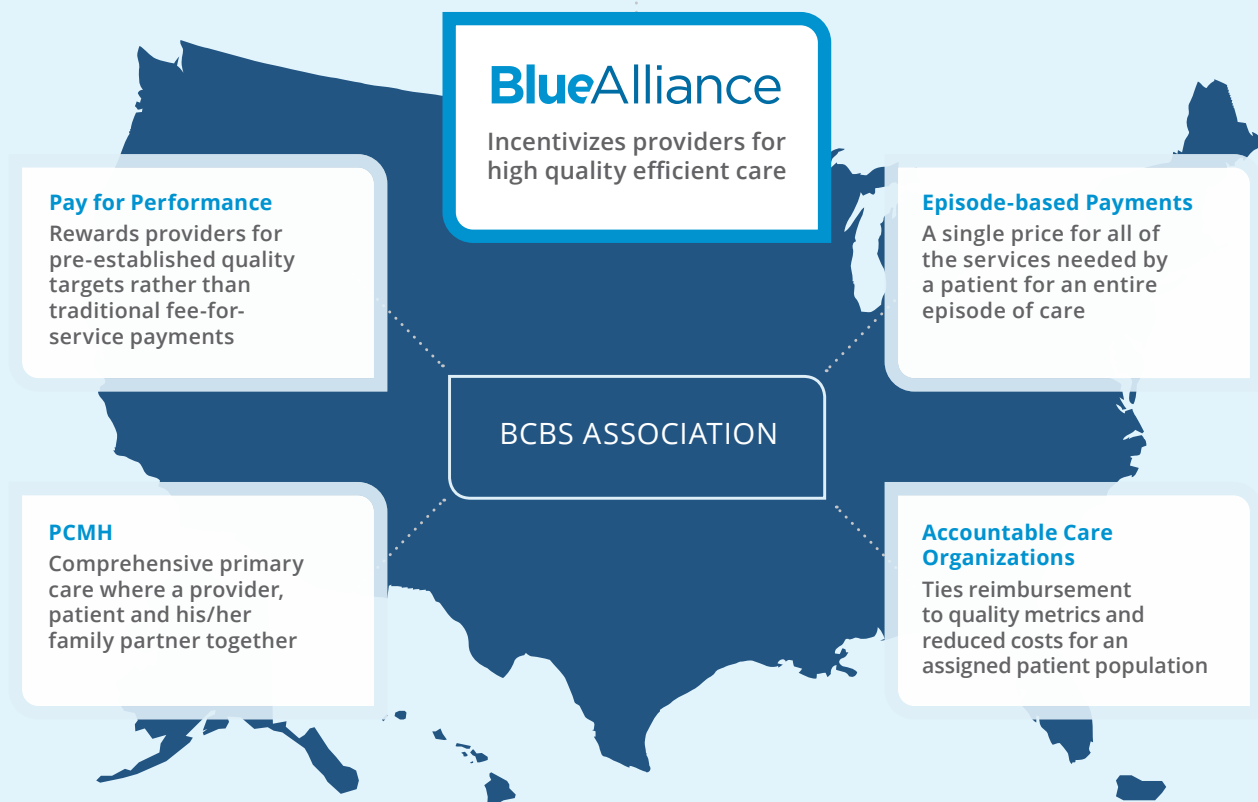 BlueAlliance
Incentivizes providers for
high quality efficient care
Pay for Performance
Rewards providers for
pre-established quality
targets rather than
traditional fee-for-
service payments
Episode-based Payments
A single price for all of
the services needed by
a patient for an entire
episode of care
BCBS ASSOCIATION
PCMH
Comprehensive primary
care where a provider,
patient and his/her
family partner together
Accountable Care
Organizations
Ties reimbursement
to quality metrics and
reduced costs for an
assigned patient population